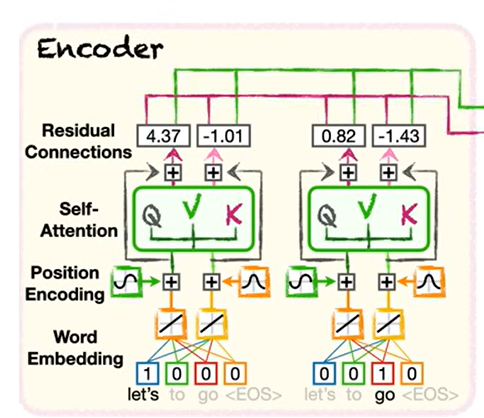 Encoder
Residual Connections
4.37 -1.01 0.82 -1.43
Self-Attention
Q V K Q V K
Position Encoding
Word Embedding
1 0 0 0 0 0 1 0
let's to go <EOS> let's to go <EOS>